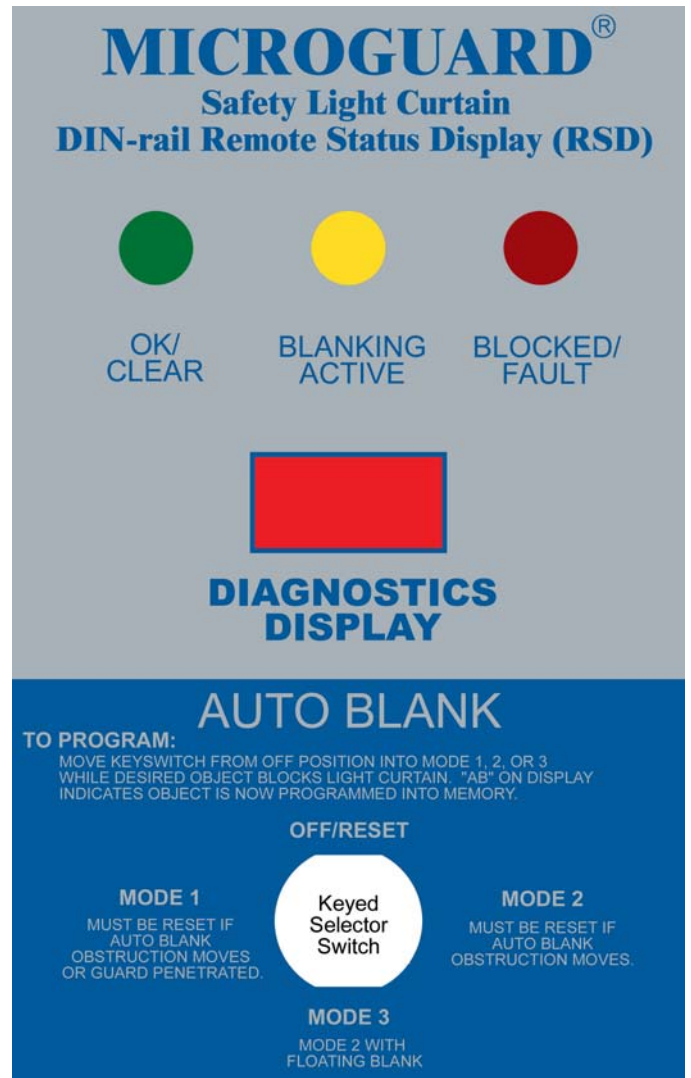 MICROGUARD®
Safety Light Curtain
DIN-rail Remote Status Display (RSD)
OK/
CLEAR
BLANKING
ACTIVE
BLOCKED/
FAULT
DIAGNOSTICS
DISPLAY
AUTO BLANK
TO PROGRAM:
MOVE KEYSWITCH FROM OFF POSITION INTO MODE 1, 2, OR 3
WHILE DESIRED OBJECT BLOCKS LIGHT CURTAIN. "AB" ON DISPLAY
INDICATES OBJECT IS NOW PROGRAMMED INTO MEMORY.
OFF/RESET
MODE 1
MUST BE RESET IF
AUTO BLANK
OBSTRUCTION MOVES
OR GUARD PENETRATED.
Keyed
Selector
Switch
MODE 2
MUST BE RESET IF
AUTO BLANK
OBSTRUCTION MOVES.
MODE 3
MODE 2 WITH
FLOATING BLANK